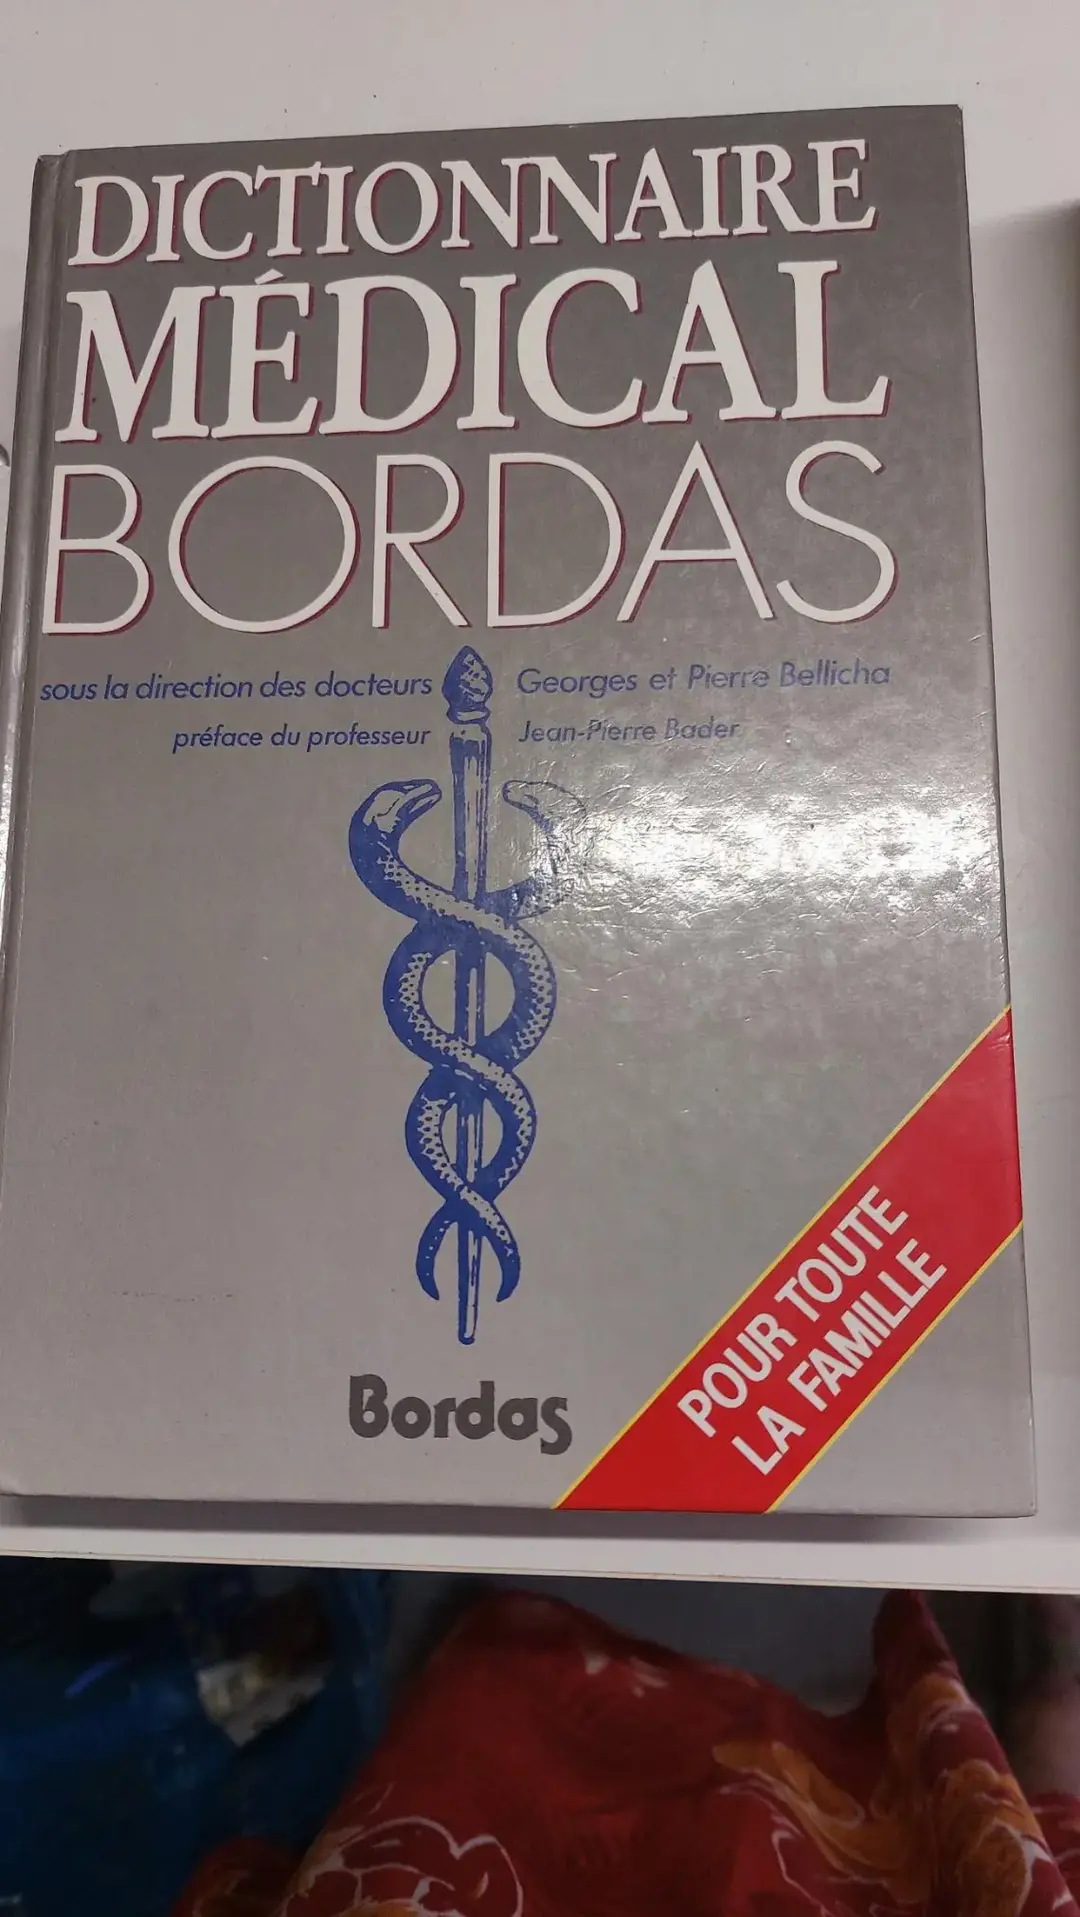 DICTIONNAIRE
MÉDICAL
BORDAS
sous la direction des docteurs Georges et Pierre Bellicha
préface du professeur Jean-Pierre Bader
Bordas
POUR TOUTE
LA FAMILLE